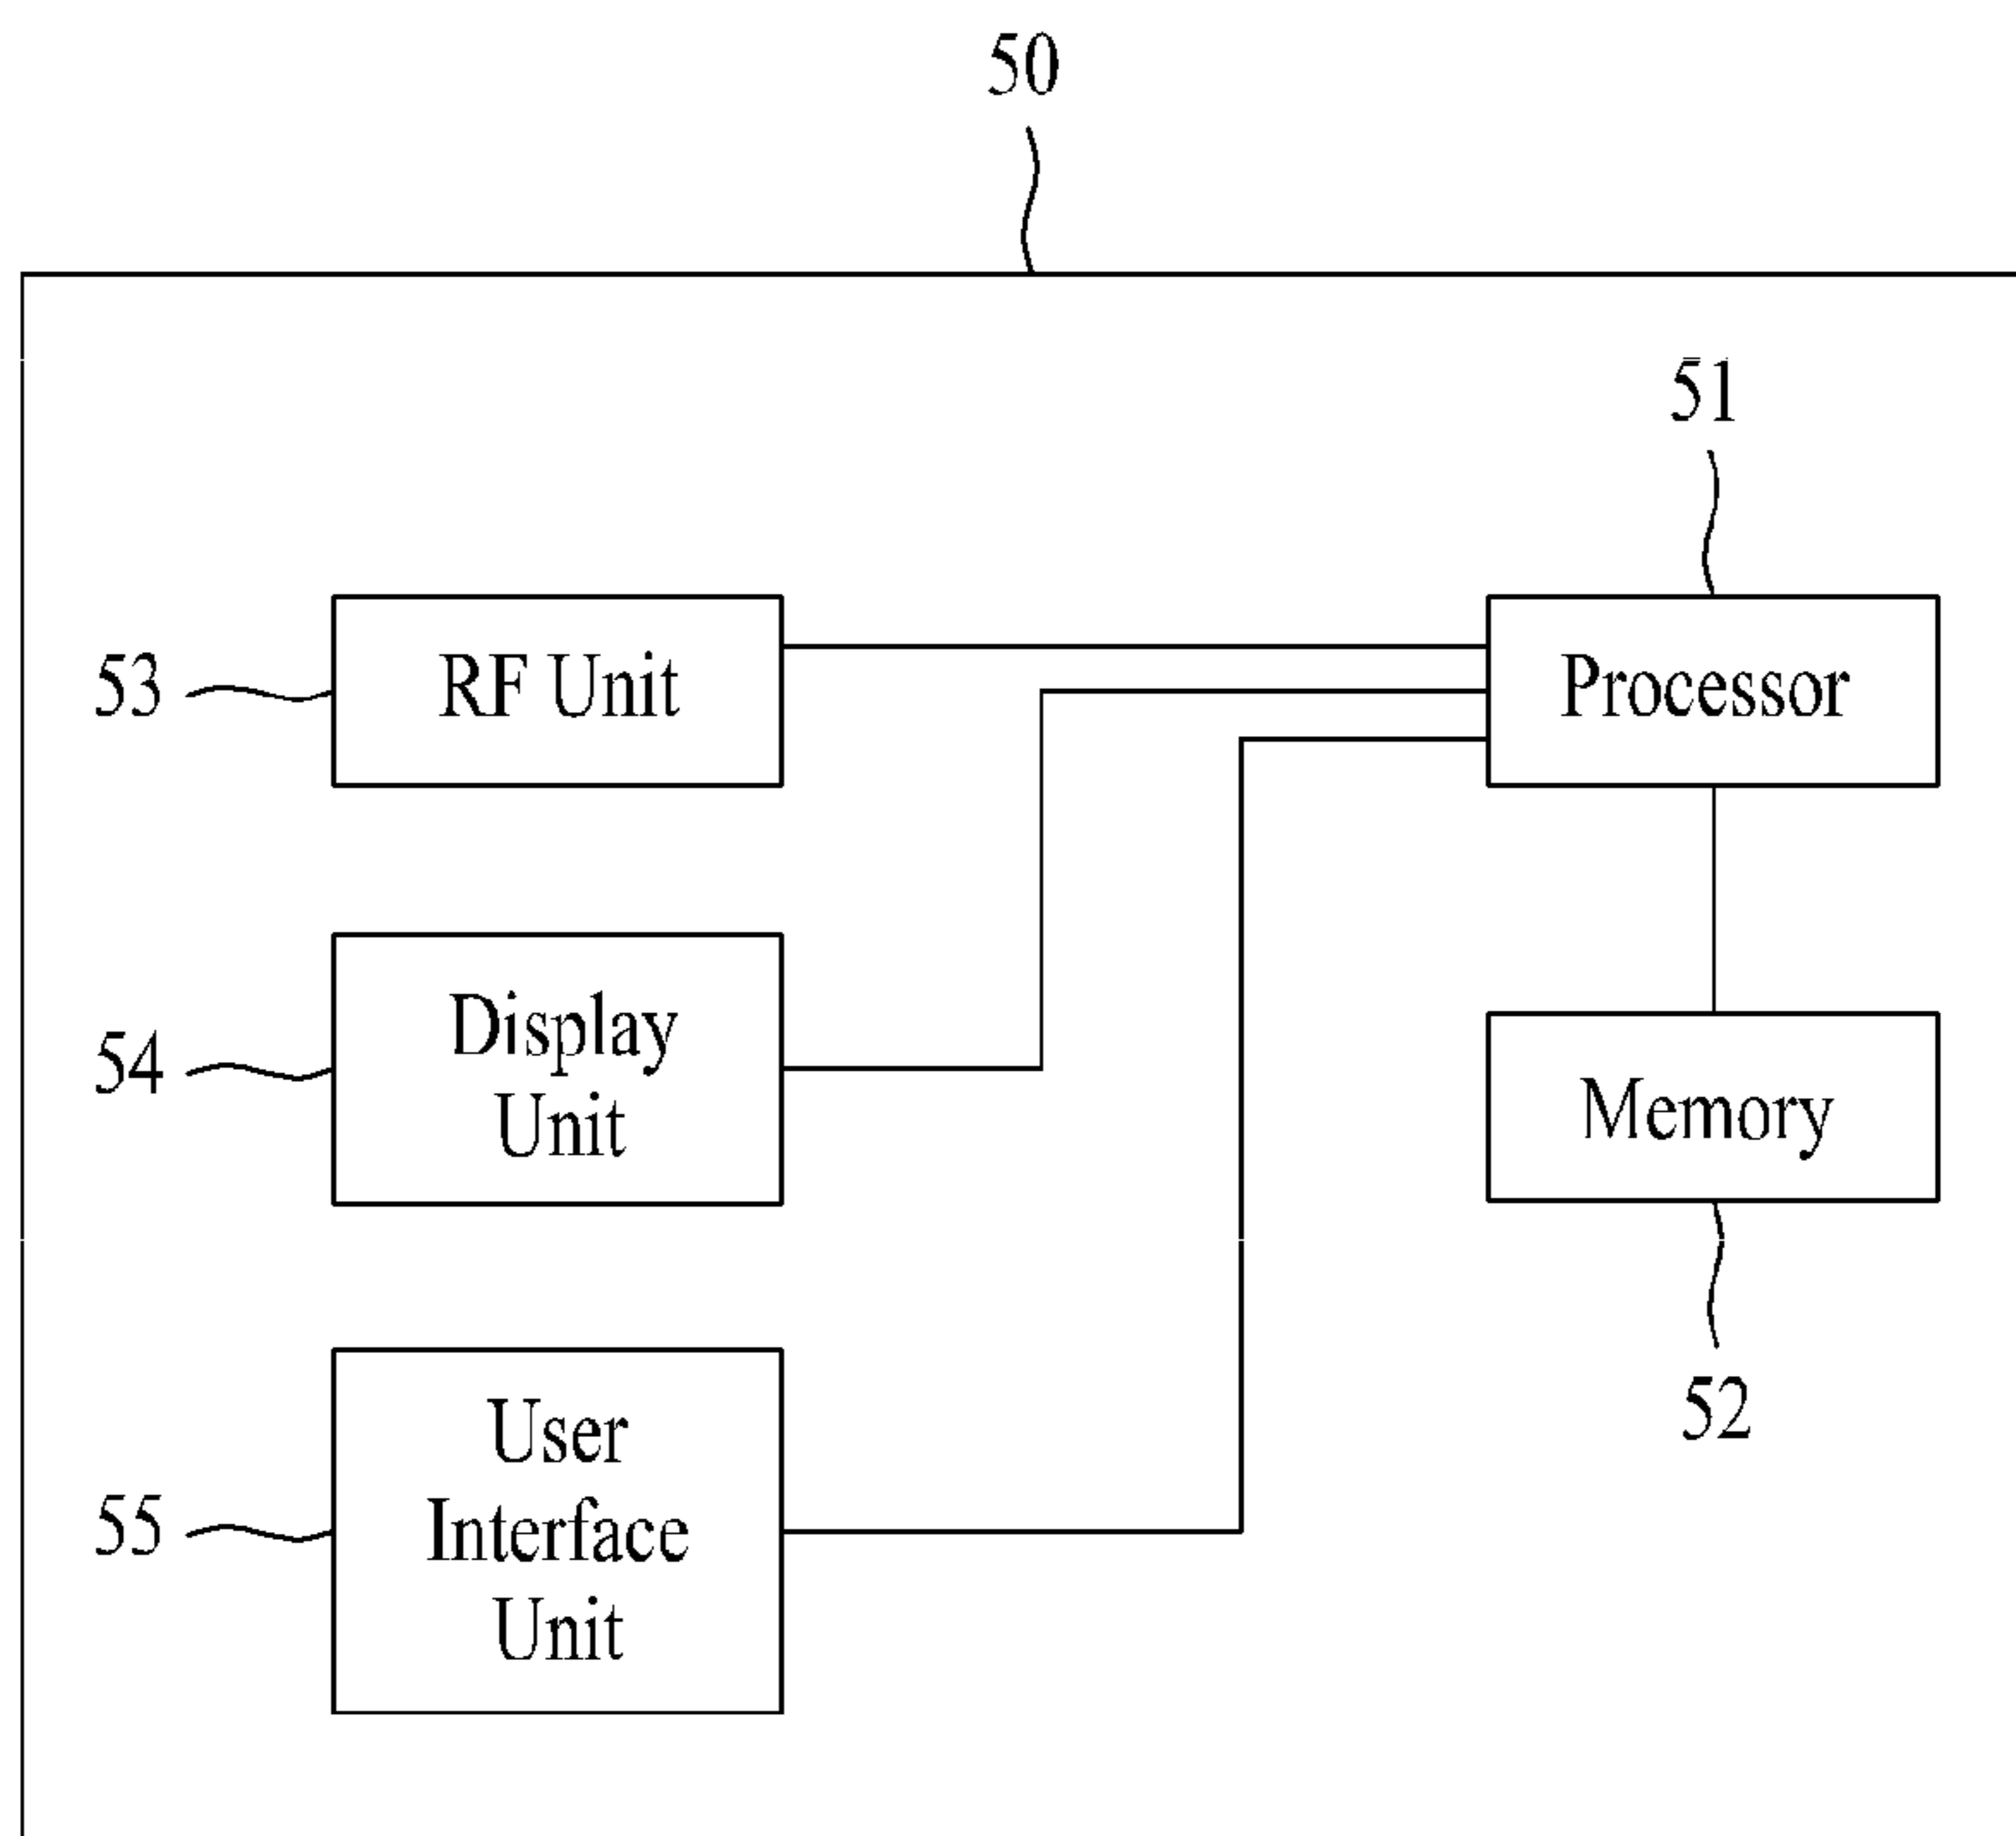 50
51
53
RF Unit
Processor
54
Display
Unit
Memory
52
55
User
Interface
Unit